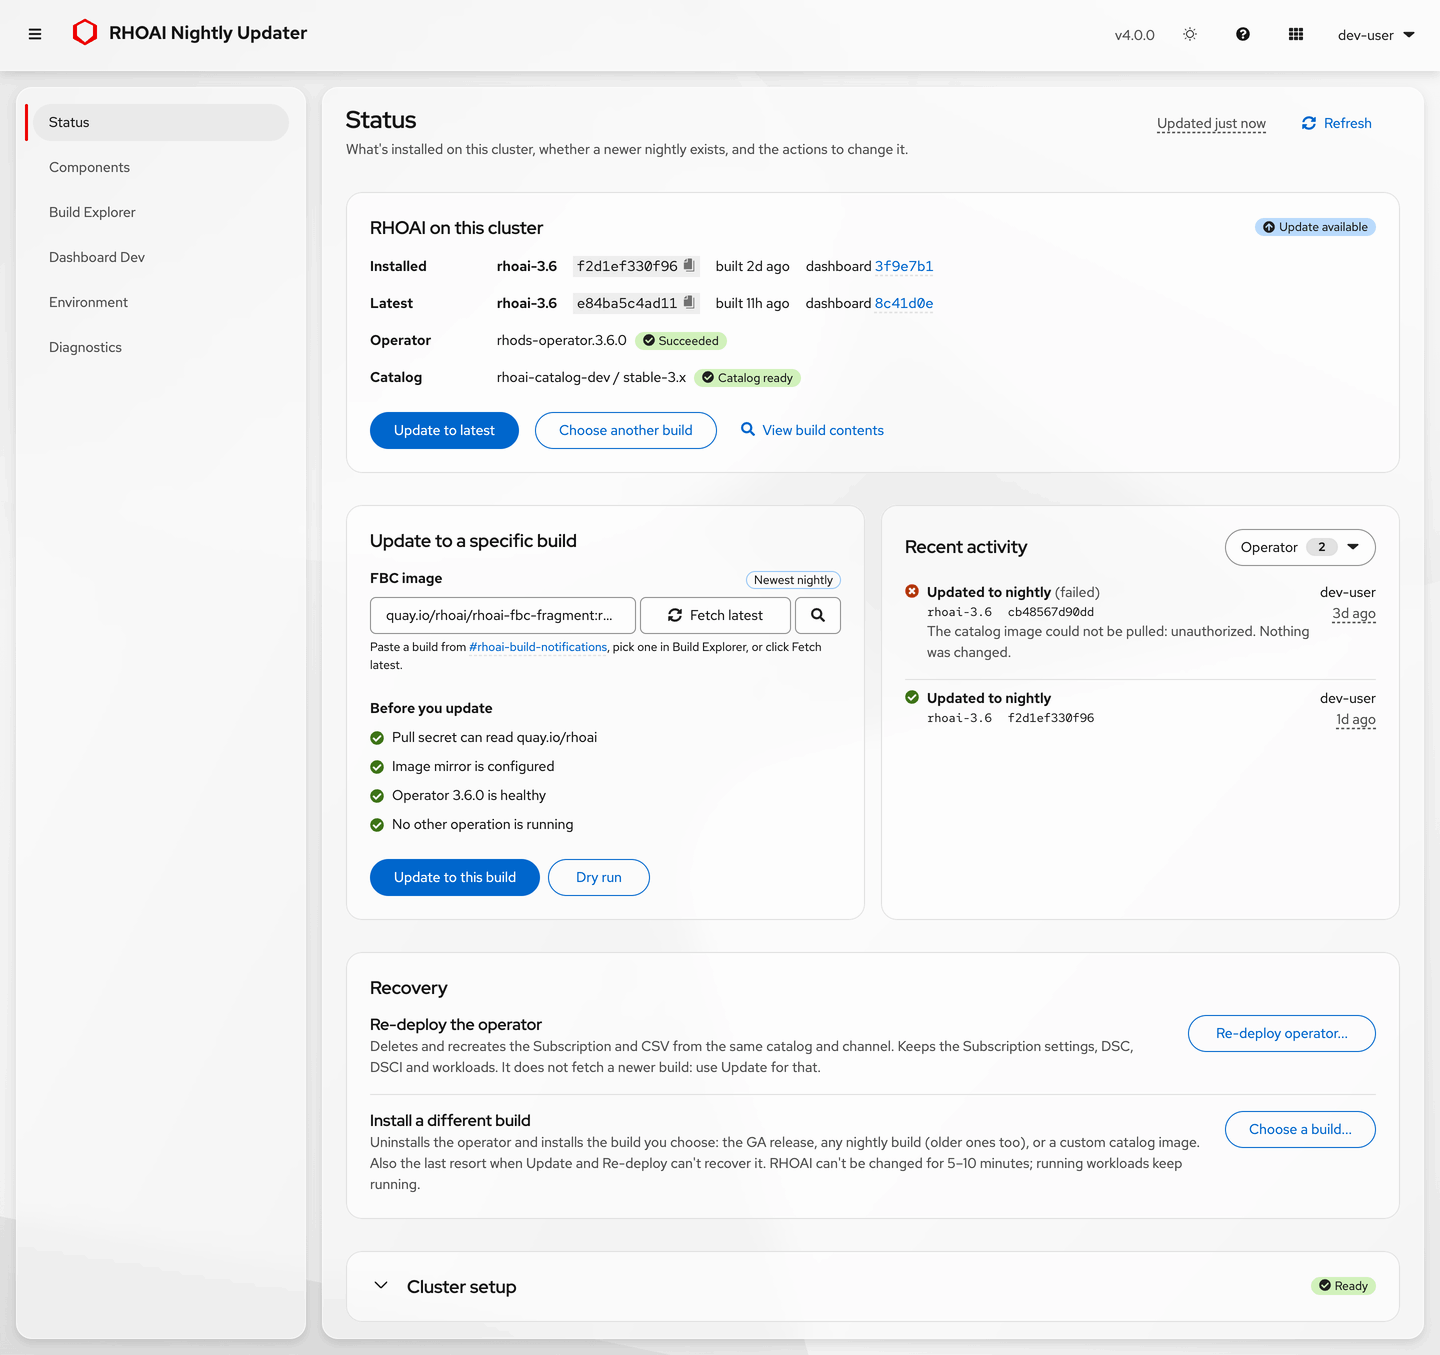 RHOAI Nightly Updater
v4.0.0
dev-user
Status
Components
Build Explorer
Dashboard Dev
Environment
Diagnostics
Status
Updated just now
Refresh
What's installed on this cluster, whether a newer nightly exists, and the actions to change it.
RHOAI on this cluster
Update available
Installed rhoai-3.6 f2d1ef330f96 built 2d ago dashboard 3f9e7b1
Latest rhoai-3.6 e84ba5c4ad11 built 11h ago dashboard 8c41d0e
Operator rhods-operator.3.6.0 Succeeded
Catalog rhoai-catalog-dev / stable-3.x Catalog ready
Update to latest
Choose another build
View build contents
Update to a specific build
FBC image
Newest nightly
quay.io/rhoai/rhoai-fbc-fragment:r...
Fetch latest
Paste a build from #rhoai-build-notifications, pick one in Build Explorer, or click Fetch
latest.
Before you update
Pull secret can read quay.io/rhoai
Image mirror is configured
Operator 3.6.0 is healthy
No other operation is running
Update to this build
Dry run
Recent activity
Operator 2
Updated to nightly (failed)
dev-user
rhoai-3.6 cb48567d90dd
3d ago
The catalog image could not be pulled: unauthorized. Nothing
was changed.
Updated to nightly
dev-user
rhoai-3.6 f2d1ef330f96
1d ago
Recovery
Re-deploy the operator
Deletes and recreates the Subscription and CSV from the same catalog and channel. Keeps the Subscription settings, DSC,
DSCI and workloads. It does not fetch a newer build: use Update for that.
Re-deploy operator...
Install a different build
Uninstalls the operator and installs the build you choose: the GA release, any nightly build (older ones too), or a custom catalog image.
Also the last resort when Update and Re-deploy can't recover it. RHOAI can't be changed for 5–10 minutes; running workloads keep
running.
Choose a build...
Cluster setup
Ready